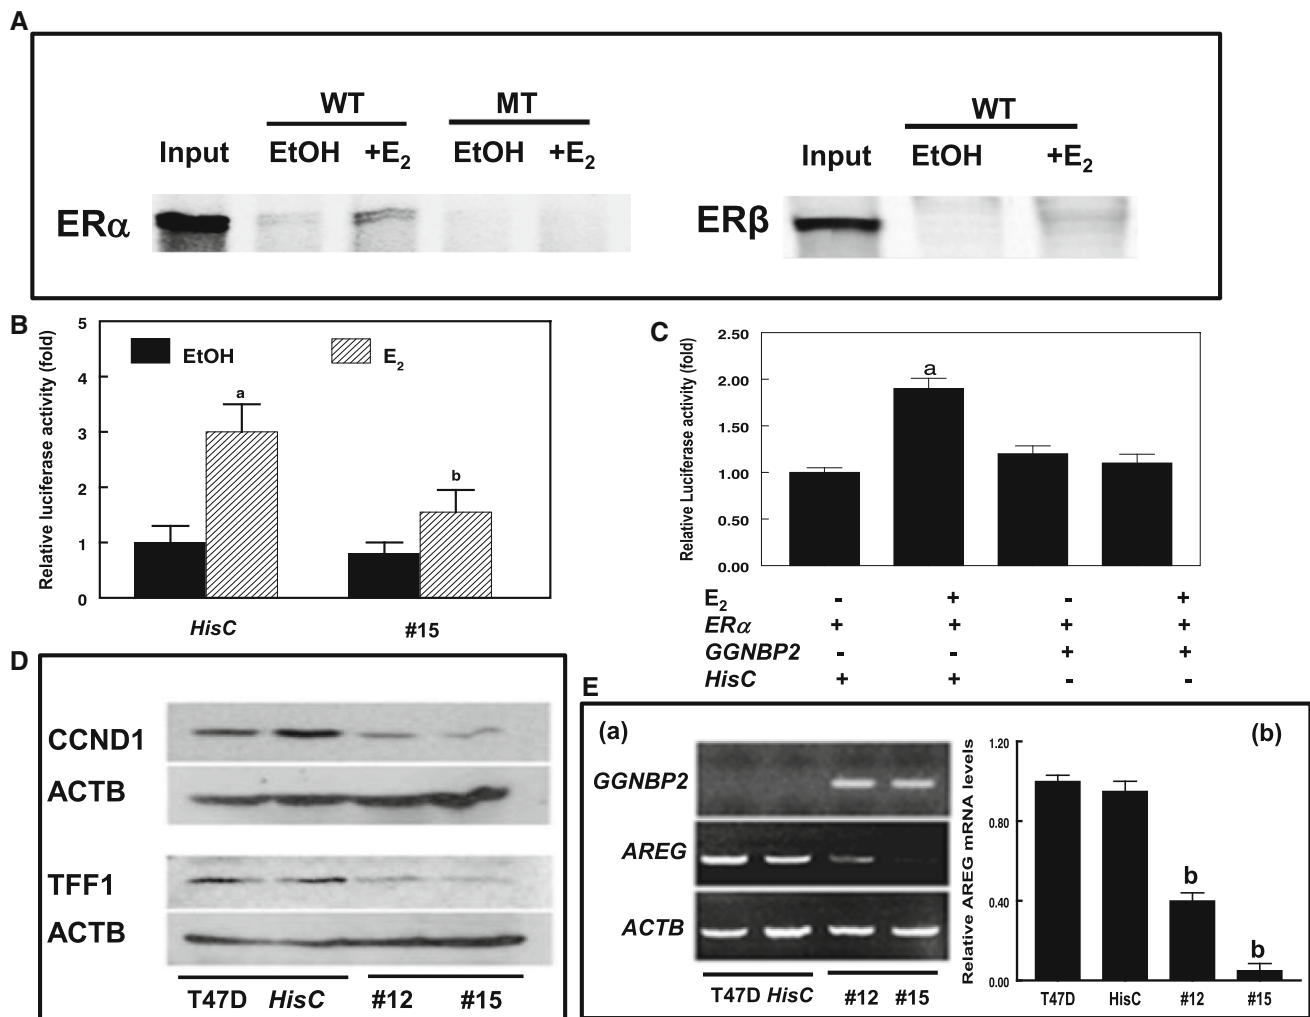 A
WT MT
Input EtOH +E2 EtOH +E2
ERα
WT
Input EtOH +E2
ERβ
B
Relative luciferase activity (fold)
5
4
3
2
1
0
EtOH E2
a
b
HisC #15
C
Relative Luciferase activity (fold)
2.50
2.00
1.50
1.00
0.50
0.00
a
E2 - + - +
ERα + + + +
GGNBP2 - - + +
HisC + + - -
D
CCND1
ACTB
TFF1
ACTB
T47D HisC #12 #15
E
(a)
GGNBP2
AREG
ACTB
T47D HisC #12 #15
(b)
Relative AREG mRNA levels
1.20
0.80
0.40
0.00
b
b
T47D HisC #12 #15